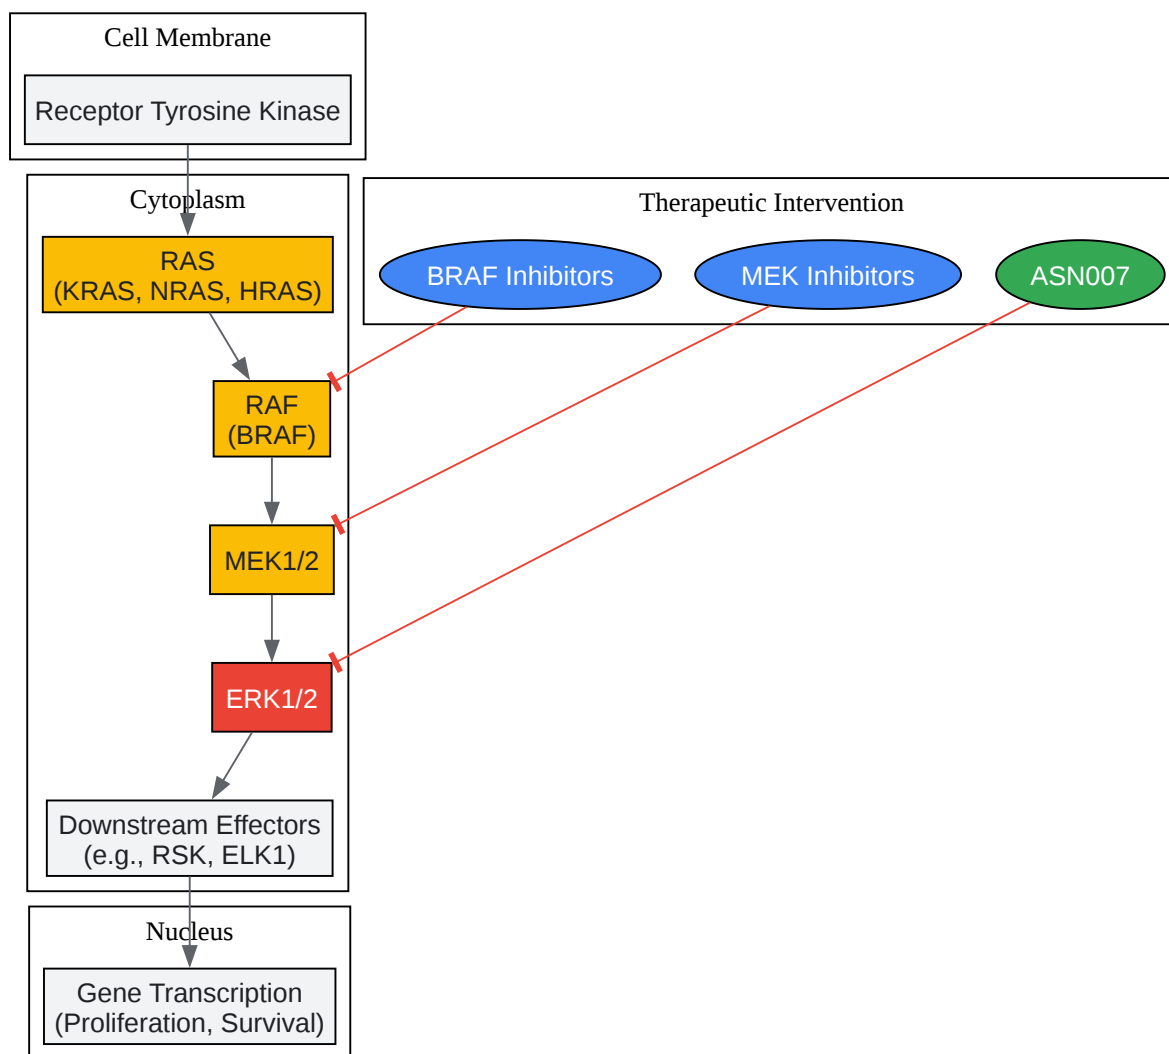 Cell Membrane
Receptor Tyrosine Kinase
Cytoplasm
RAS
(KRAS, NRAS, HRAS)
RAF
(BRAF)
MEK1/2
ERK1/2
Downstream Effectors
(e.g., RSK, ELK1)
Nucleus
Gene Transcription
(Proliferation, Survival)
Therapeutic Intervention
BRAF Inhibitors
MEK Inhibitors
ASN007